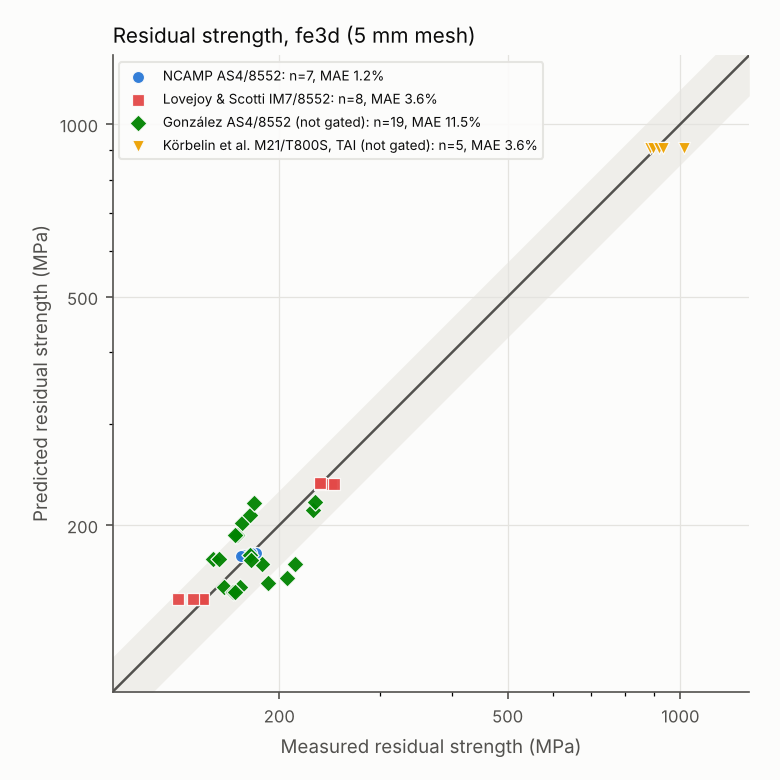 Residual strength, fe3d (5 mm mesh)
NCAMP AS4/8552: n=7, MAE 1.2%
Lovejoy & Scotti IM7/8552: n=8, MAE 3.6%
González AS4/8552 (not gated): n=19, MAE 11.5%
Körbelin et al. M21/T800S, TAI (not gated): n=5, MAE 3.6%
Predicted residual strength (MPa)
1000
500
200
200
500
1000
Measured residual strength (MPa)